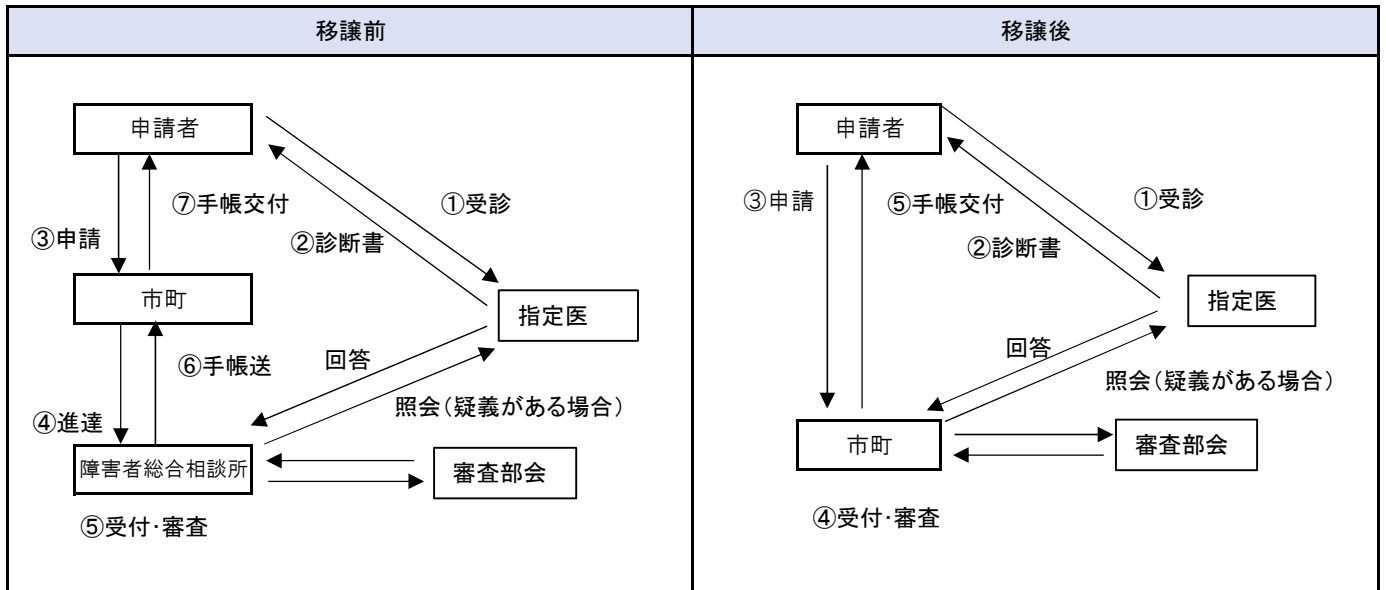 移譲前
申請者
⑦手帳交付
①受診
②診断書
③申請
市町
指定医
⑥手帳送
回答
照会（疑義がある場合）
④進達
障害者総合相談所
審査部会
⑤受付・審査
移譲後
申請者
③申請
⑤手帳交付
①受診
②診断書
指定医
回答
照会（疑義がある場合）
市町
審査部会
④受付・審査